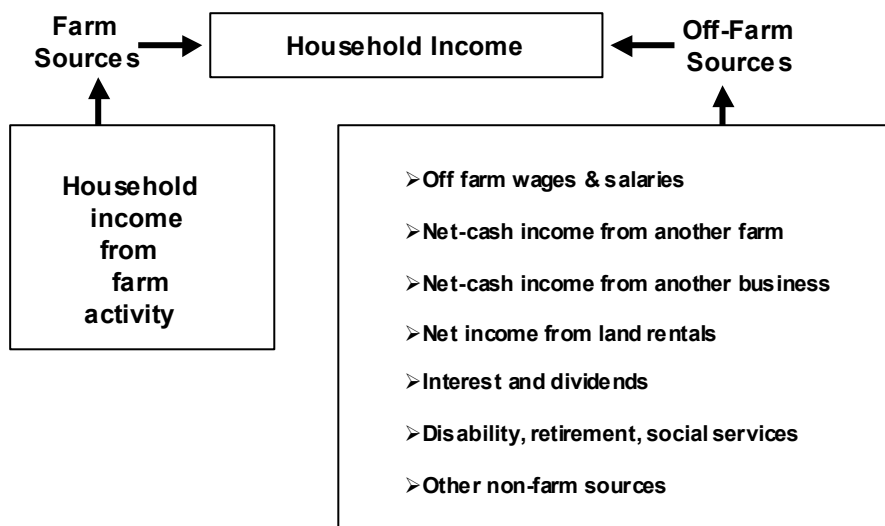 Farm
Sources
Household Income
Off-Farm
Sources
Household
income
from
farm
activity
➢Off farm wages & salaries
➢Net-cash income from another farm
➢Net-cash income from another business
➢Net income from land rentals
➢Interest and dividends
➢Disability, retirement, social services
➢Other non-farm sources